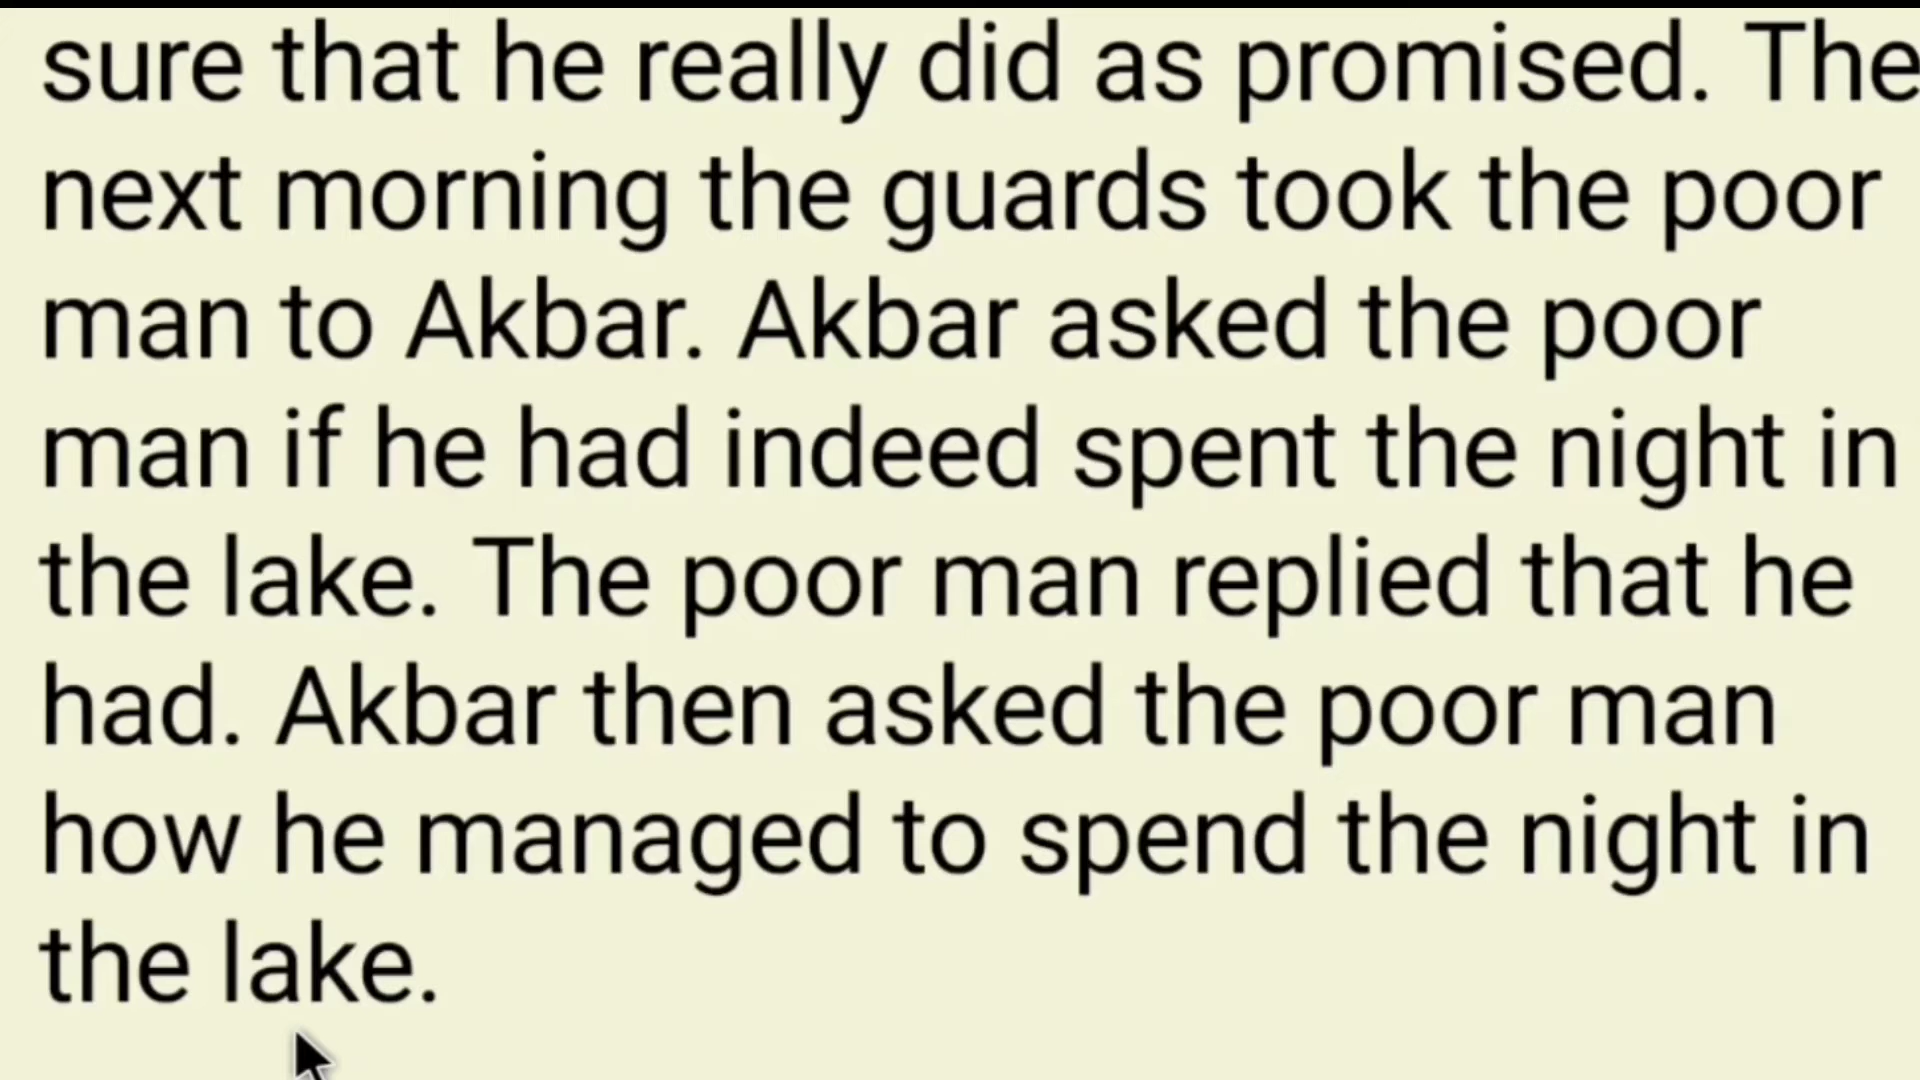 sure that he really did as promised. The
next morning the guards took the poor
man to Akbar. Akbar asked the poor
man if he had indeed spent the night in
the lake. The poor man replied that he
had. Akbar then asked the poor man
how he managed to spend the night in
the lake.